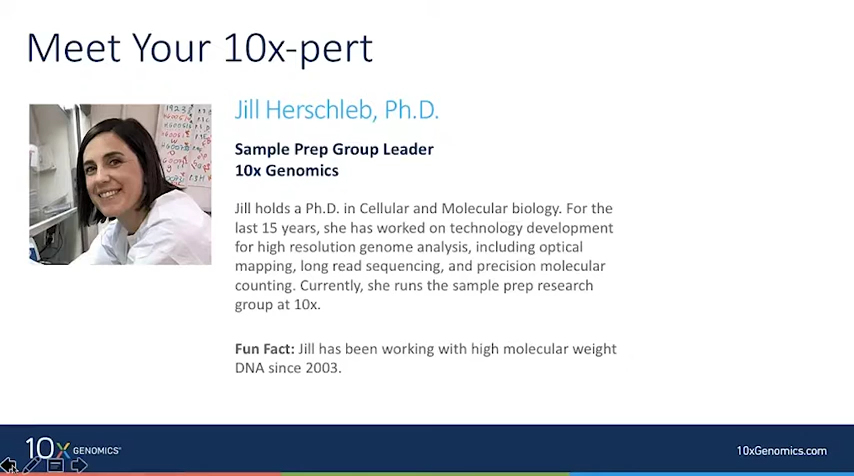 Meet Your 10x-pert
Jill Herschleb, Ph.D.
Sample Prep Group Leader
10x Genomics
Jill holds a Ph.D. in Cellular and Molecular biology. For the
last 15 years, she has worked on technology development
for high resolution genome analysis, including optical
mapping, long read sequencing, and precision molecular
counting. Currently, she runs the sample prep research
group at 10x.
Fun Fact: Jill has been working with high molecular weight
DNA since 2003.
10x GENOMICS™
10xGenomics.com